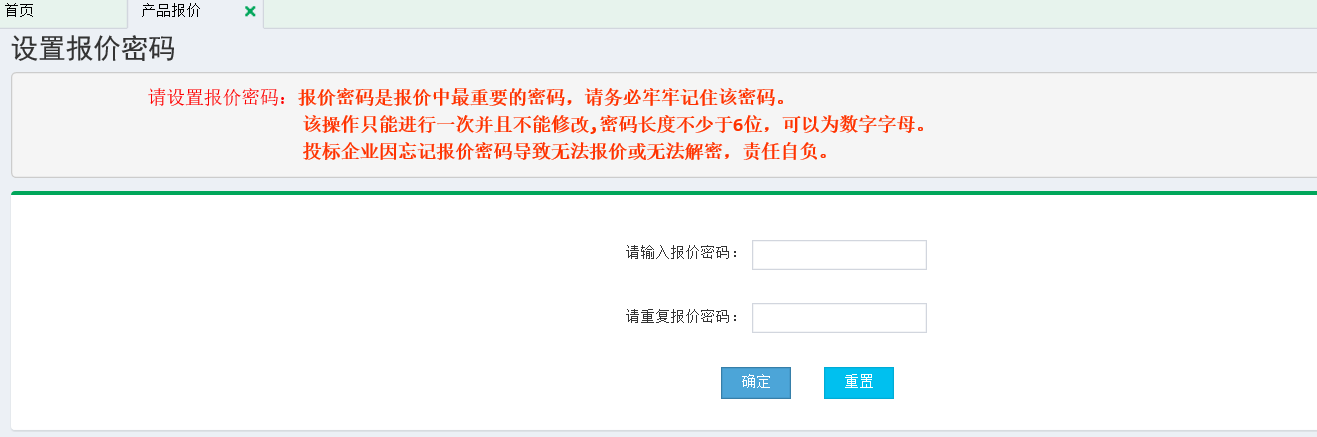 首页 产品报价
设置报价密码
请设置报价密码：报价密码是报价中最重要的密码，请务必牢牢记住该密码。
该操作只能进行一次并且不能修改,密码长度不少于6位，可以为数字字母。
投标企业因忘记报价密码导致无法报价或无法解密，责任自负。
请输入报价密码：
请重复报价密码：
确定 重置